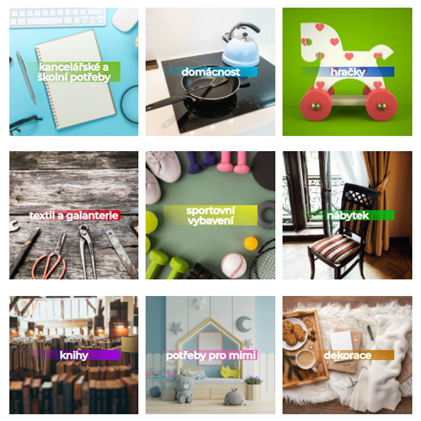 kancelářské a
školní potřeby
domácnost
hračky
textil a galanterie
sportovní
vybavení
nábytek
knihy
potřeby pro mimi
dekorace